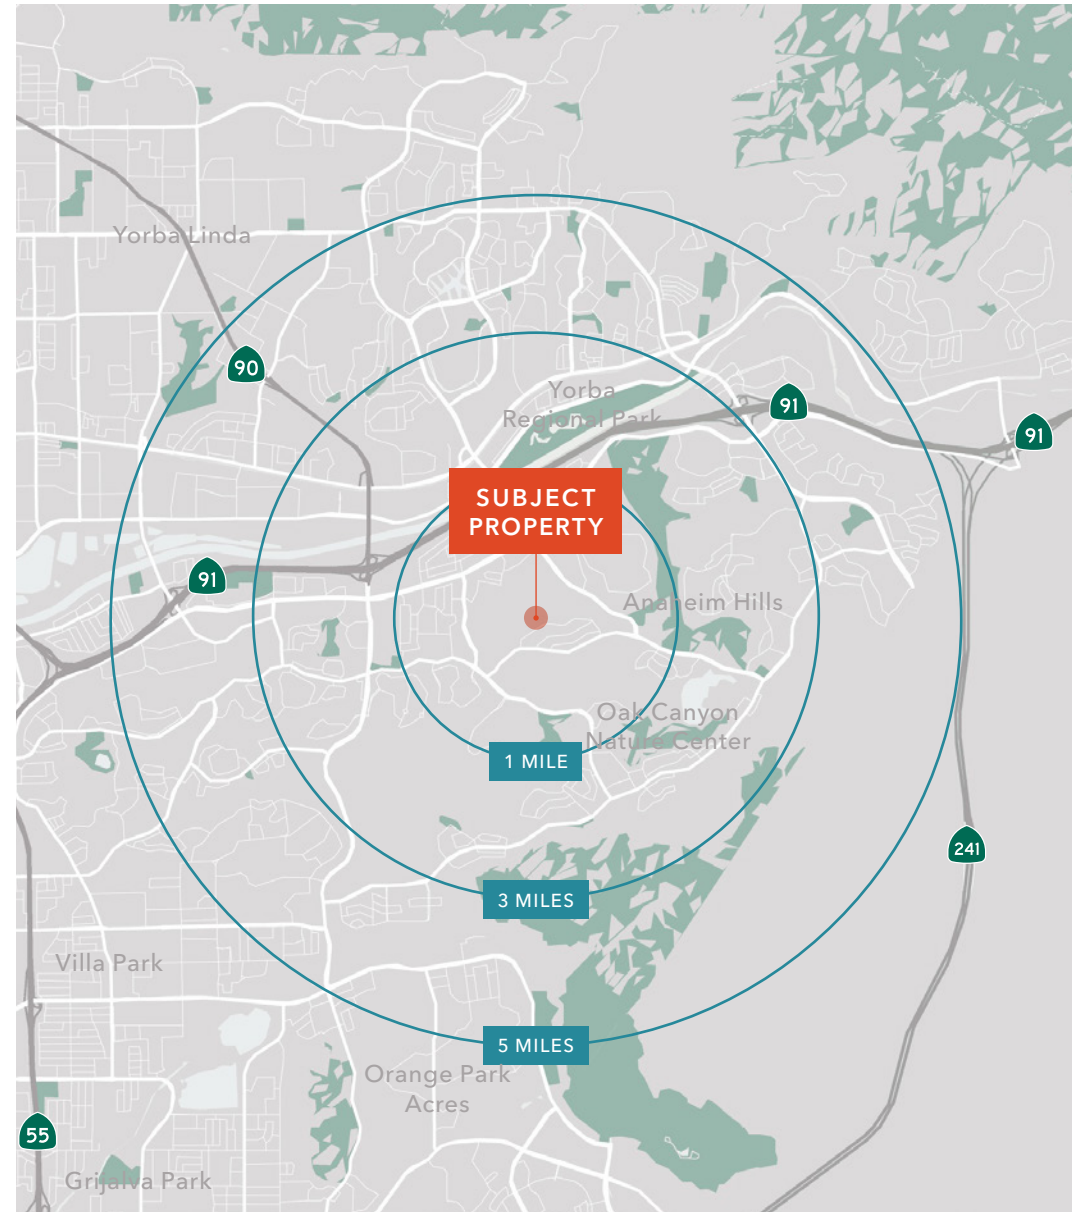 Yorba Linda
90
Yorba
Regional Park
91
91
SUBJECT
PROPERTY
91
Anaheim Hills
Oak Canyon
Nature Center
1 MILE
241
3 MILES
Villa Park
5 MILES
Orange Park
Acres
55
Grijalva Park